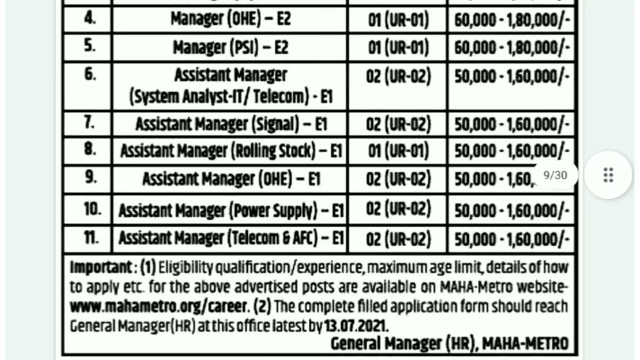 4. Manager (OHE) – E2 01 (UR-01) 60,000 - 1,80,000/-
5. Manager (PSI) – E2 01 (UR-01) 60,000 - 1,80,000/-
6. Assistant Manager 02 (UR-02) 50,000 - 1,60,000/-
(System Analyst-IT/ Telecom) - E1
7. Assistant Manager (Signal) – E1 02 (UR-02) 50,000 - 1,60,000/-
8. Assistant Manager (Rolling Stock) – E1 01 (UR-01) 50,000 - 1,60,000/-
9. Assistant Manager (OHE) – E1 02 (UR-02) 50,000 - 1,60,
9/30
10. Assistant Manager (Power Supply) – E1 02 (UR-02) 50,000 - 1,60,000/-
11. Assistant Manager (Telecom & AFC) – E1 02 (UR-02) 50,000 - 1,60,000/-
Important : (1) Eligibility qualification/experience, maximum age limit, details of how
to apply etc. for the above advertised posts are available on MAHA-Metro website-
www.mahametro.org/career. (2) The complete filled application form should reach
General Manager(HR) at this office latest by 13.07.2021.
General Manager (HR), MAHA-METRO